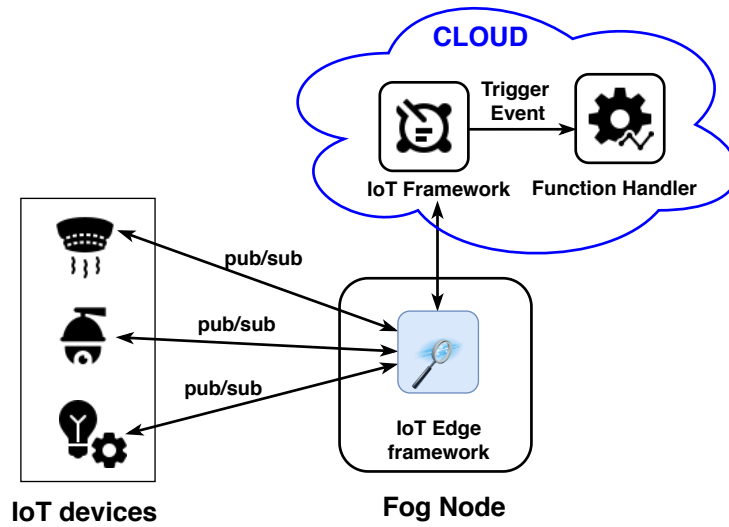 CLOUD
Trigger
Event
IoT Framework
Function Handler
pub/sub
pub/sub
pub/sub
IoT Edge
framework
IoT devices
Fog Node